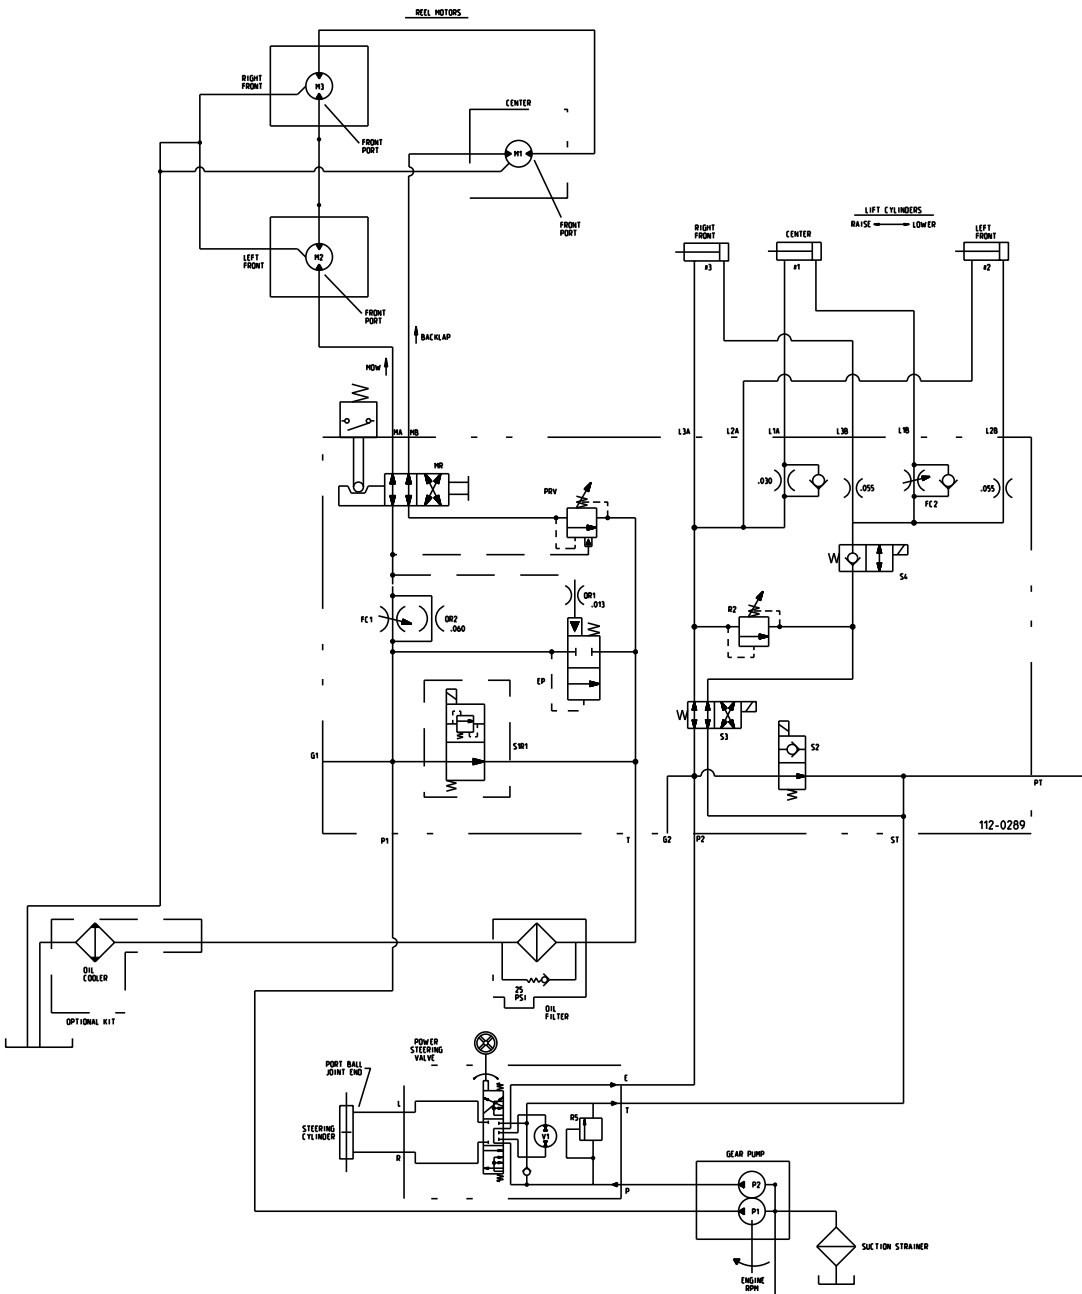 REEL MOTORS
RIGHT
FRONT
M3
FRONT
PORT
CENTER
M1
FRONT
PORT
LEFT
FRONT
M2
FRONT
PORT
LIFT CYLINDERS
RAISE LOWER
RIGHT
FRONT
CENTER
LEFT
FRONT
#3
#1
#2
BACKLAP
MOW
MA MB
L3A
L2A
L1A
L3B
L1B
L2B
MR
.030
.055
FC2
.055
PRV
S4
OR1
.013
FC1
OR2
.060
R2
EP
S1R1
S3
S2
G1
PT
112-0289
P1
T
G2
P2
ST
OIL
COOLER
OPTIONAL KIT
25
PSI
OIL
FILTER
POWER
STEERING
VALVE
PORT BALL
JOINT END
STEERING
CYLINDER
L
R
E
T
R5
V1
P
GEAR PUMP
P2
P1
SUCTION STRAINER
ENGINE
RPM